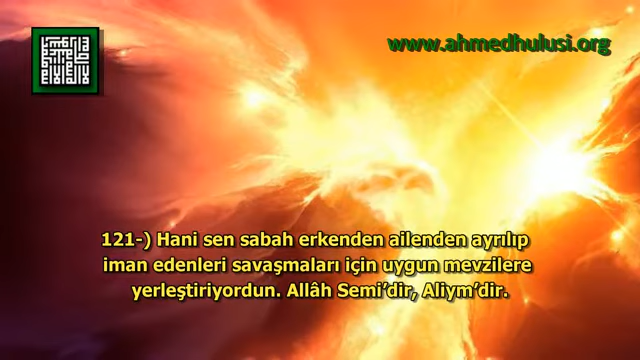 www.ahmedhulusi.org
121-) Hani sen sabah erkenden ailenden ayrılıp
iman edenleri savaşmaları için uygun mevzilere
yerleştiriyordun. Allâh Semi’dir, Aliym’dir.